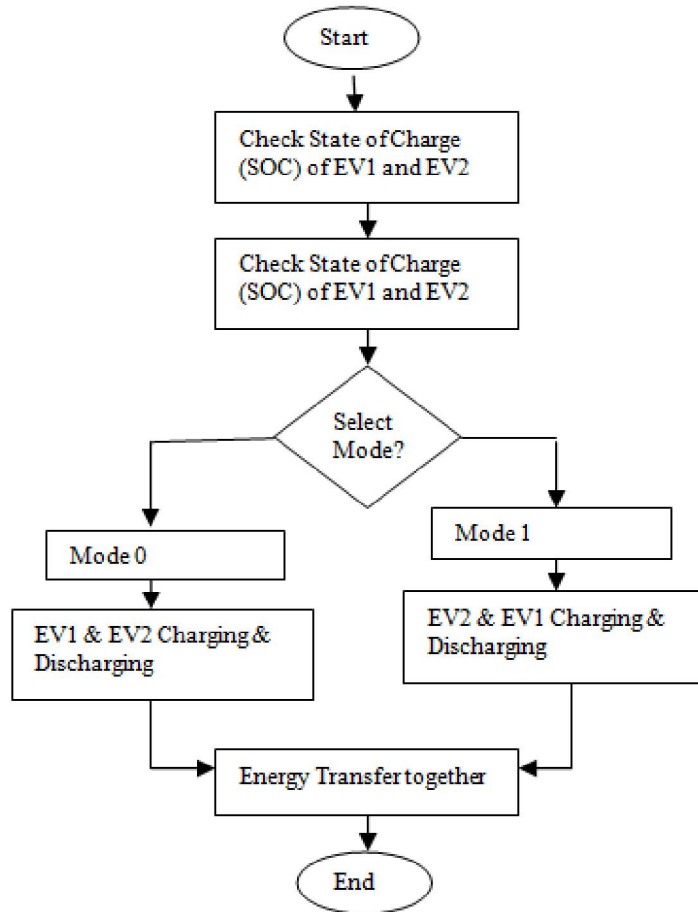 Start
Check State of Charge
(SOC) of EV1 and EV2
Check State of Charge
(SOC) of EV1 and EV2
Select
Mode?
Mode 0
Mode 1
EV1 & EV2 Charging &
Discharging
EV2 & EV1 Charging &
Discharging
Energy Transfer together
End